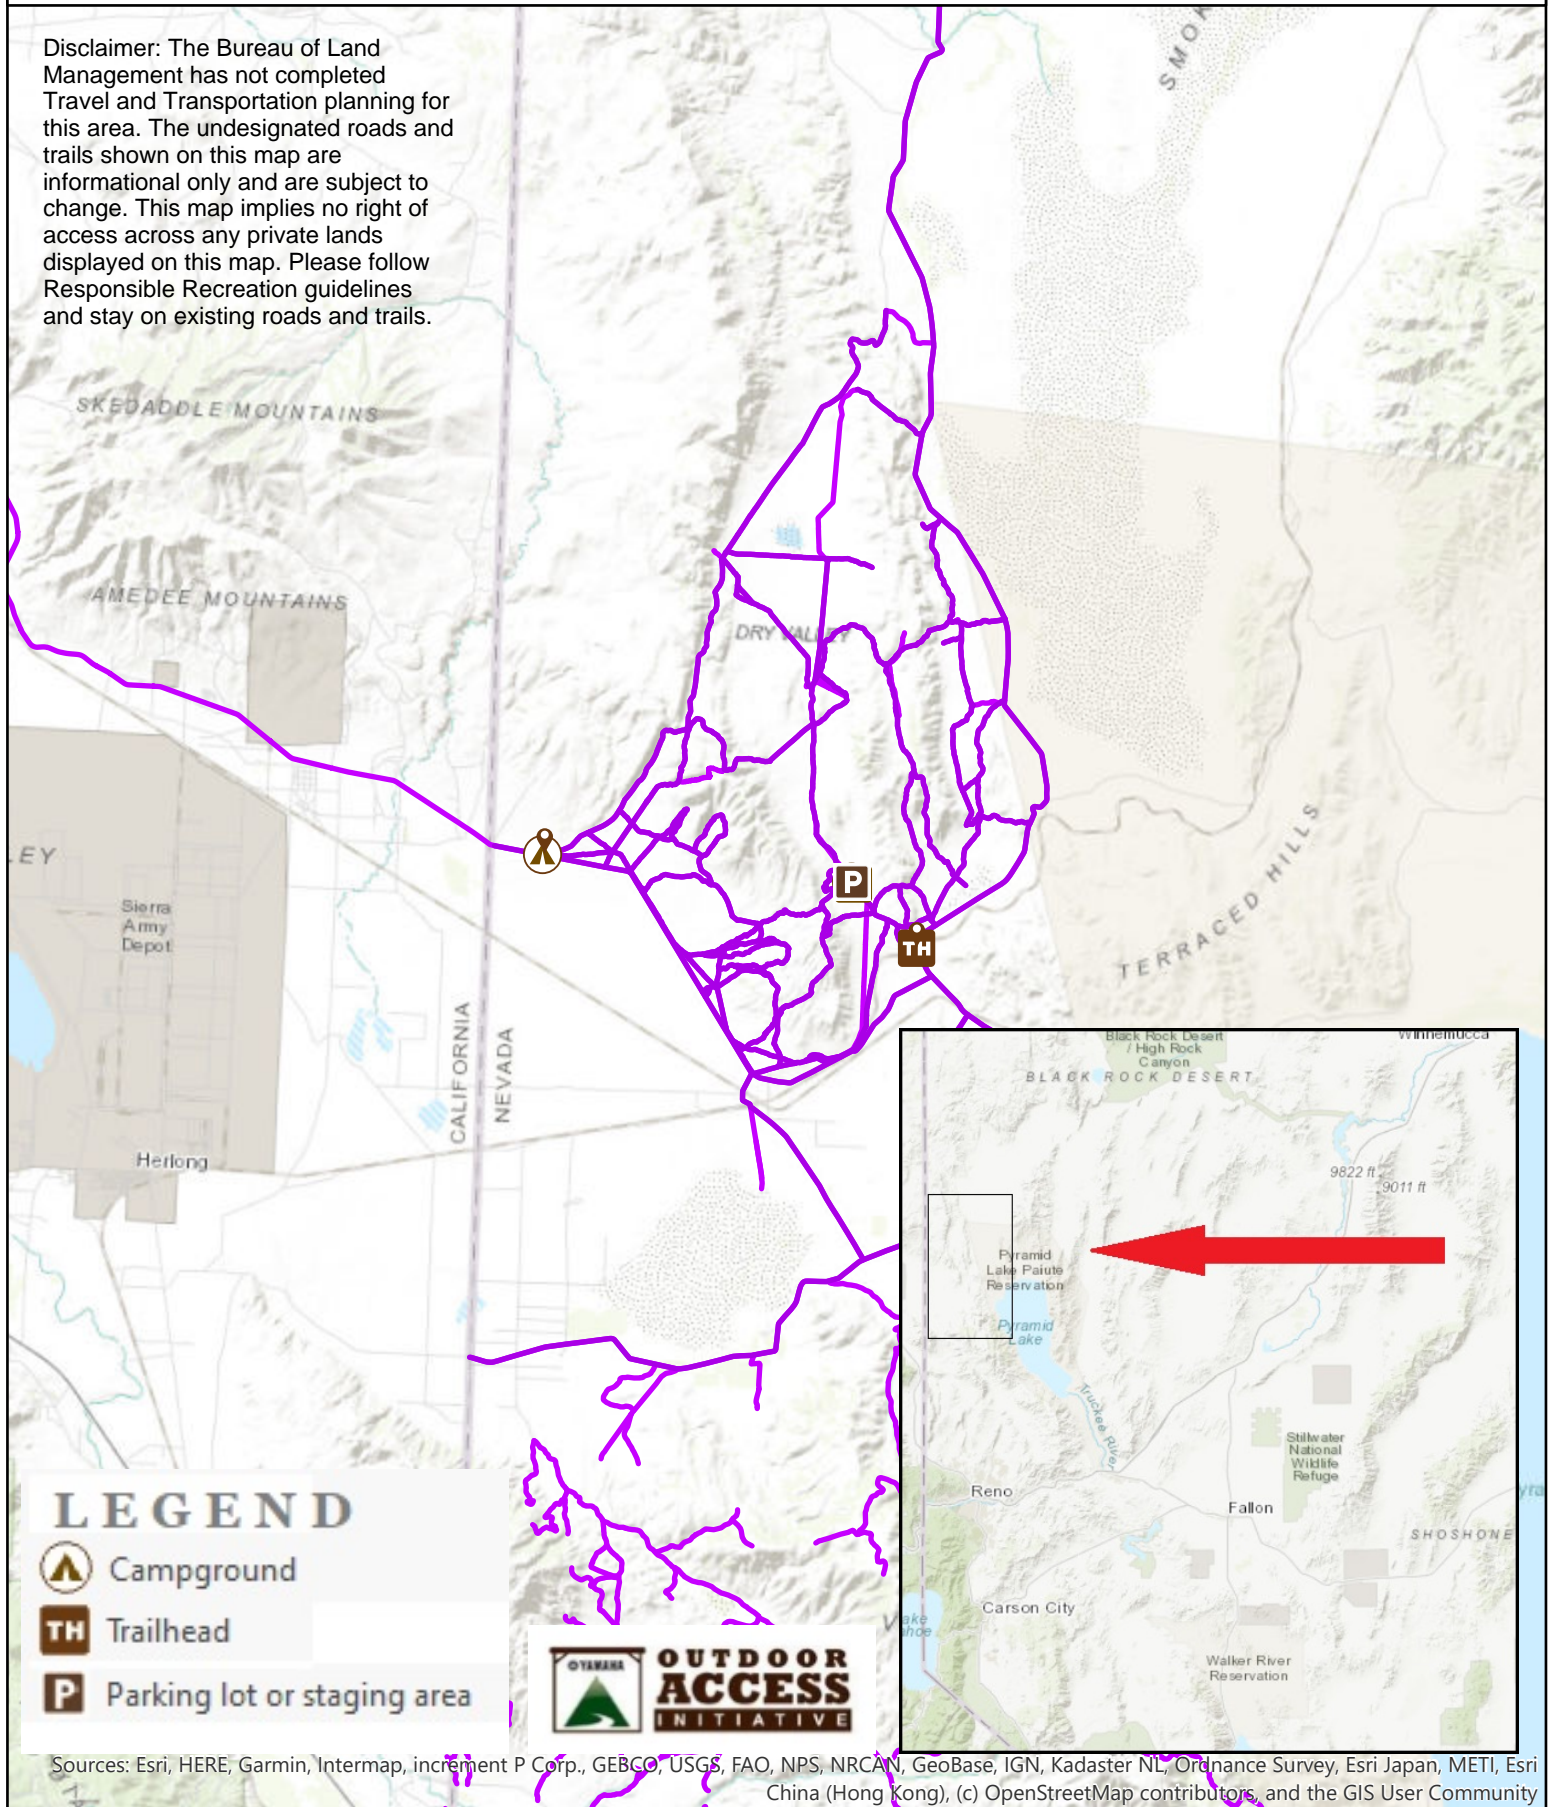 Disclaimer: The Bureau of Land
Management has not completed
Travel and Transportation planning for
this area. The undesignated roads and
trails shown on this map are
informational only and are subject to
change. This map implies no right of
access across any private lands
displayed on this map. Please follow
Responsible Recreation guidelines
and stay on existing roads and trails.
SMOK
SKEDADDLE MOUNTAINS
AMEDEE MOUNTAINS
DRY VALLEY
LEY
P
Sierra
Army
Depot
TH
TERRACED HILLS
CALIFORNIA
NEVADA
Herlong
Black Rock Desert
/ High Rock
Canyon
Winnemucca
BLACK ROCK DESERT
9822 ft
9011 ft
Pyramid
Lake Paiute
Reservation
Pyramid
Lake
Truckee River
Stillwater
National
Wildlife
Refuge
Reno
Fallon
SHOSHONE
Carson City
Walker River
Reservation
LEGEND
Campground
TH Trailhead
P Parking lot or staging area
YAMAHA
OUTDOOR
ACCESS
INITIATIVE
Sources: Esri, HERE, Garmin, Intermap, increment P Corp., GEBCO, USGS, FAO, NPS, NRCAN, GeoBase, IGN, Kadaster NL, Ordnance Survey, Esri Japan, METI, Esri
China (Hong Kong), (c) OpenStreetMap contributors, and the GIS User Community